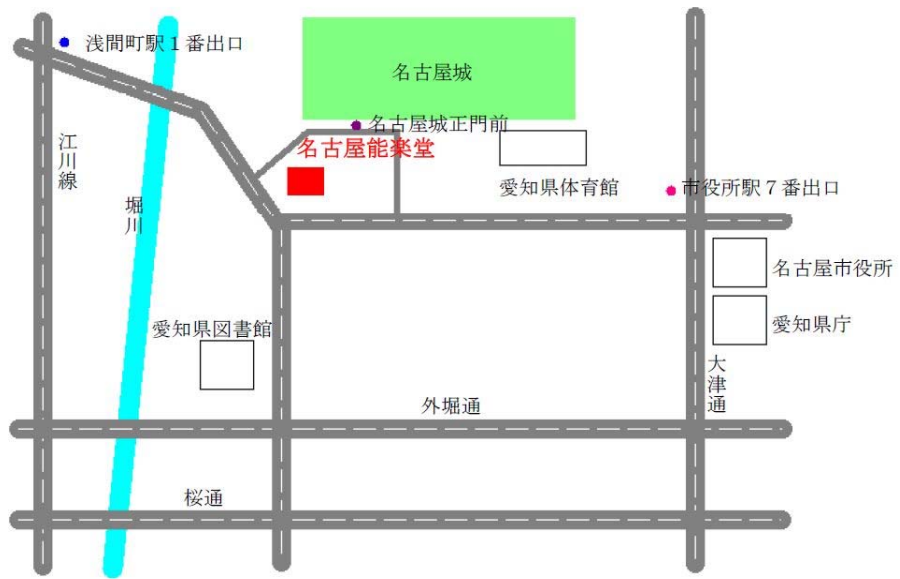 浅間町駅１番出口
名古屋城
名古屋城正門前
名古屋能楽堂
江川線
堀川
愛知県体育館
市役所駅７番出口
名古屋市役所
愛知県庁
愛知県図書館
大津通
外堀通
桜通